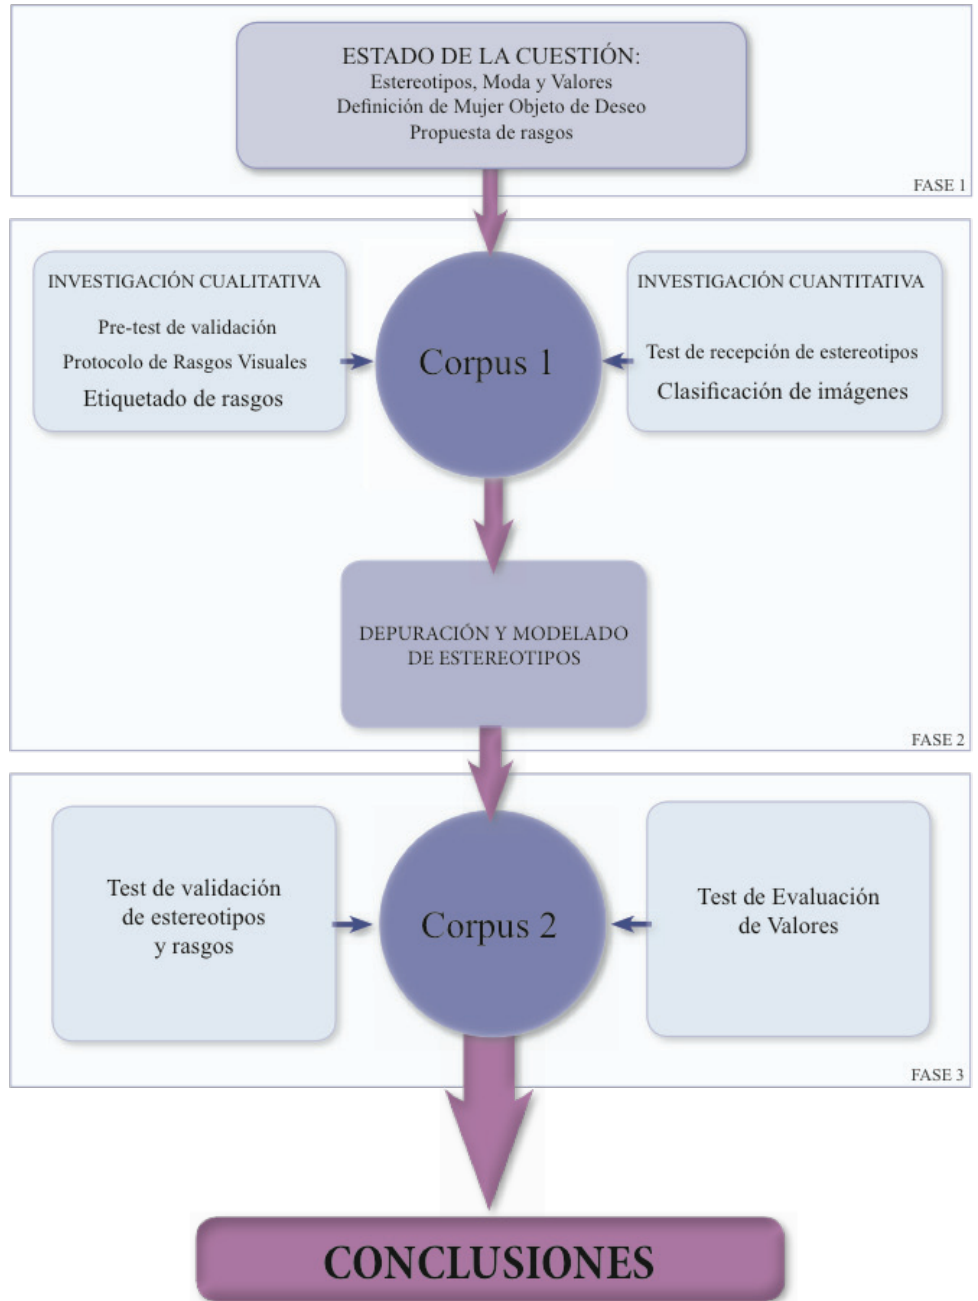 ESTADO DE LA CUESTIÓN:
Estereotipos, Moda y Valores
Definición de Mujer Objeto de Deseo
Propuesta de rasgos
FASE 1
INVESTIGACIÓN CUALITATIVA
Pre-test de validación
Protocolo de Rasgos Visuales
Etiquetado de rasgos
Corpus 1
INVESTIGACIÓN CUANTITATIVA
Test de recepción de estereotipos
Clasificación de imágenes
DEPURACIÓN Y MODELADO
DE ESTEREOTIPOS
FASE 2
Test de validación
de estereotipos
y rasgos
Corpus 2
Test de Evaluación
de Valores
FASE 3
CONCLUSIONES